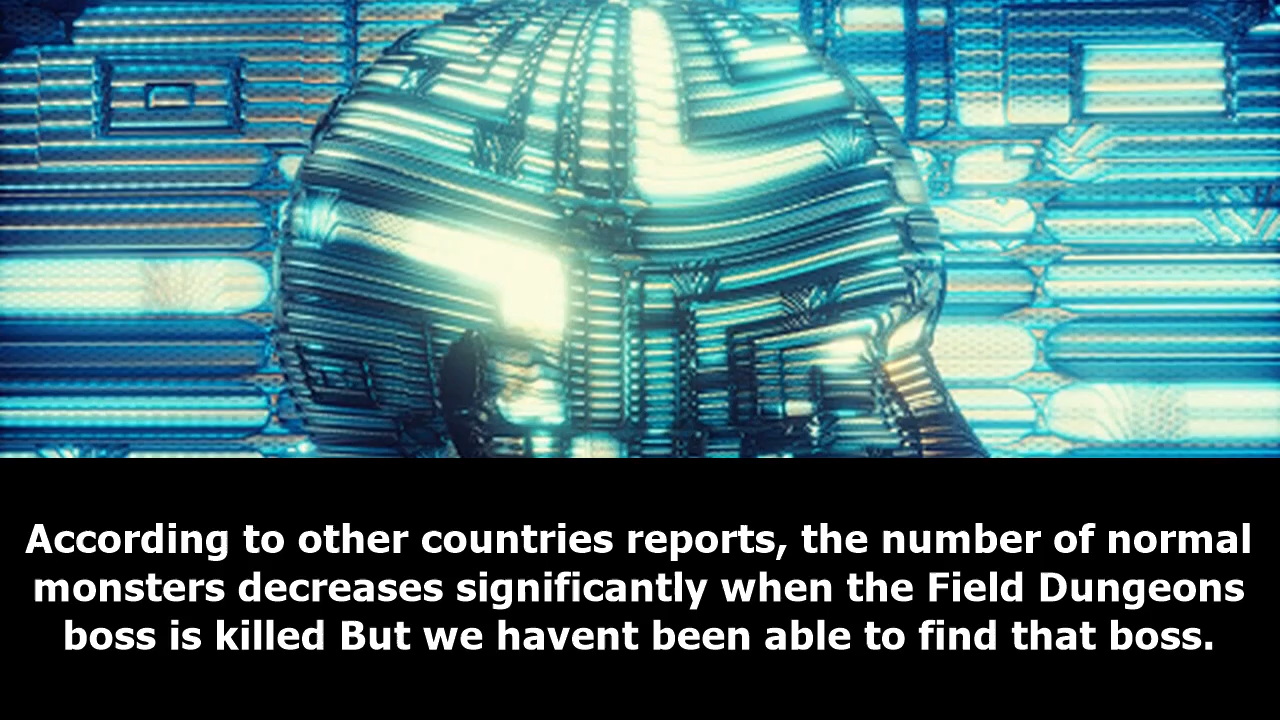 According to other countries reports, the number of normal
monsters decreases significantly when the Field Dungeons
boss is killed But we havent been able to find that boss.